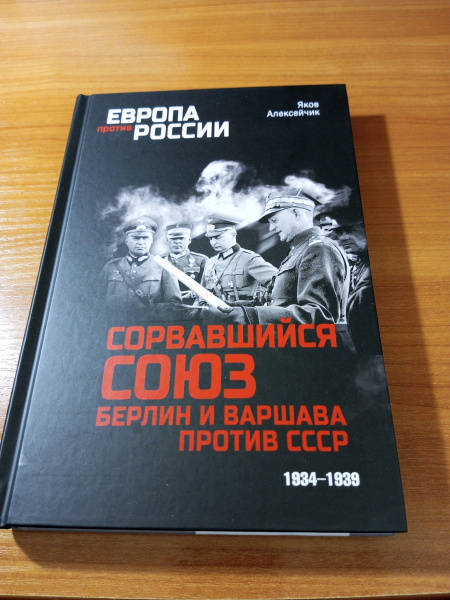 ЕВРОПА
против РОССИИ
Яков
Алексейчик
СОРВАВШИЙСЯ
СОЮЗ
БЕРЛИН И ВАРШАВА
ПРОТИВ СССР
1934–1939